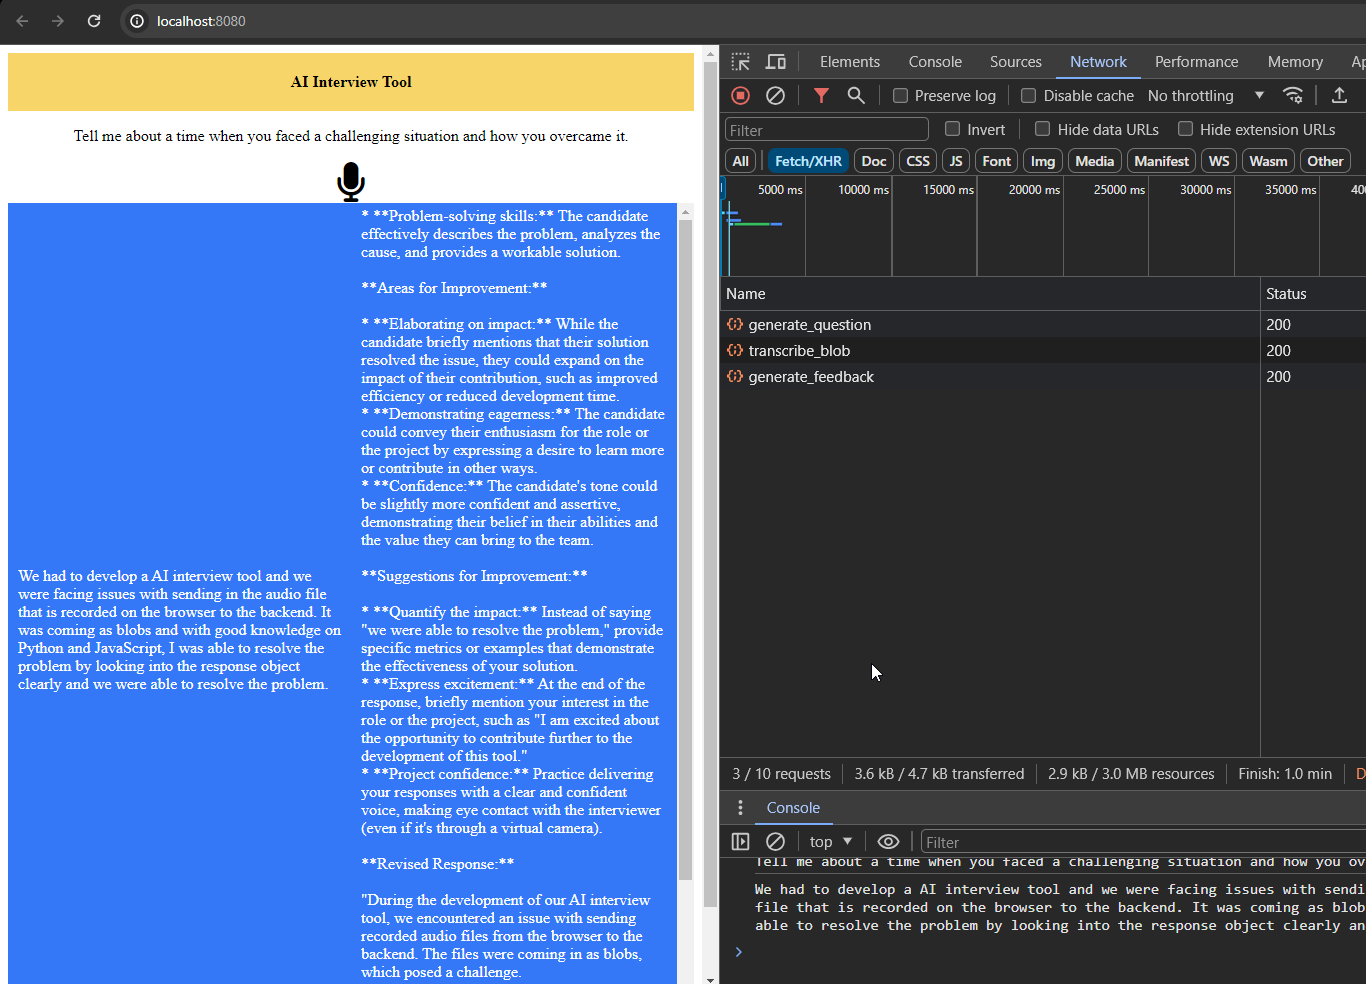 localhost:8080
AI Interview Tool
Tell me about a time when you faced a challenging situation and how you overcame it.
We had to develop a AI interview tool and we
were facing issues with sending in the audio file
that is recorded on the browser to the backend. It
was coming as blobs and with good knowledge on
Python and JavaScript, I was able to resolve the
problem by looking into the response object
clearly and we were able to resolve the problem.
* **Problem-solving skills:** The candidate
effectively describes the problem, analyzes the
cause, and provides a workable solution.
**Areas for Improvement:**
* **Elaborating on impact:** While the
candidate briefly mentions that their solution
resolved the issue, they could expand on the
impact of their contribution, such as improved
efficiency or reduced development time.
* **Demonstrating eagerness:** The candidate
could convey their enthusiasm for the role or
the project by expressing a desire to learn more
or contribute in other ways.
* **Confidence:** The candidate's tone could
be slightly more confident and assertive,
demonstrating their belief in their abilities and
the value they can bring to the team.
**Suggestions for Improvement:**
* **Quantify the impact:** Instead of saying
"we were able to resolve the problem," provide
specific metrics or examples that demonstrate
the effectiveness of your solution.
* **Express excitement:** At the end of the
response, briefly mention your interest in the
role or the project, such as "I am excited about
the opportunity to contribute further to the
development of this tool."
* **Project confidence:** Practice delivering
your responses with a clear and confident
voice, making eye contact with the interviewer
(even if it's through a virtual camera).
**Revised Response:**
"During the development of our AI interview
tool, we encountered an issue with sending
recorded audio files from the browser to the
backend. The files were coming in as blobs,
which posed a challenge.
Elements Console Sources Network Performance Memory Ap
Preserve log Disable cache No throttling
Filter Invert Hide data URLs Hide extension URLs
All Fetch/XHR Doc CSS JS Font Img Media Manifest WS Wasm Other
5000 ms 10000 ms 15000 ms 20000 ms 25000 ms 30000 ms 35000 ms 400
Name Status
generate_question 200
transcribe_blob 200
generate_feedback 200
3 / 10 requests 3.6 kB / 4.7 kB transferred 2.9 kB / 3.0 MB resources Finish: 1.0 min D
Console
top Filter
Tell me about a time when you faced a challenging situation and how you ov
We had to develop a AI interview tool and we were facing issues with sendi
file that is recorded on the browser to the backend. It was coming as blob
able to resolve the problem by looking into the response object clearly an